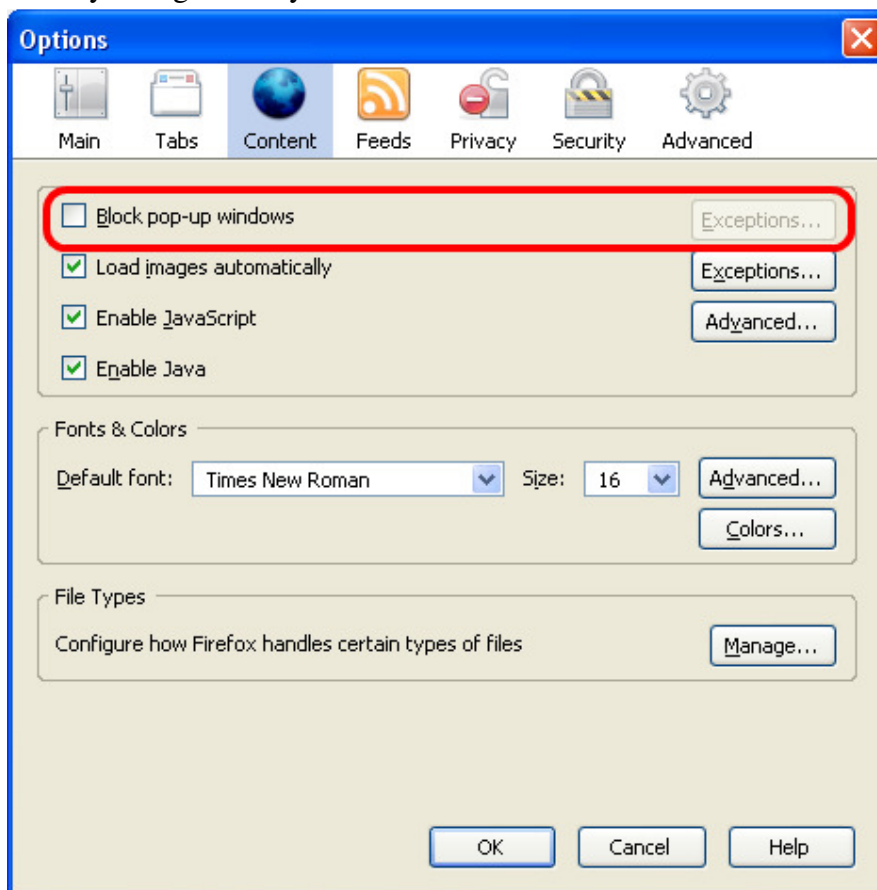 Options
Main Tabs Content Feeds Privacy Security Advanced
Block pop-up windows Exceptions...
Load images automatically Exceptions...
Enable JavaScript Advanced...
Enable Java
Fonts & Colors
Default font: Times New Roman Size: 16 Advanced...
Colors...
File Types
Configure how Firefox handles certain types of files Manage...
OK Cancel Help